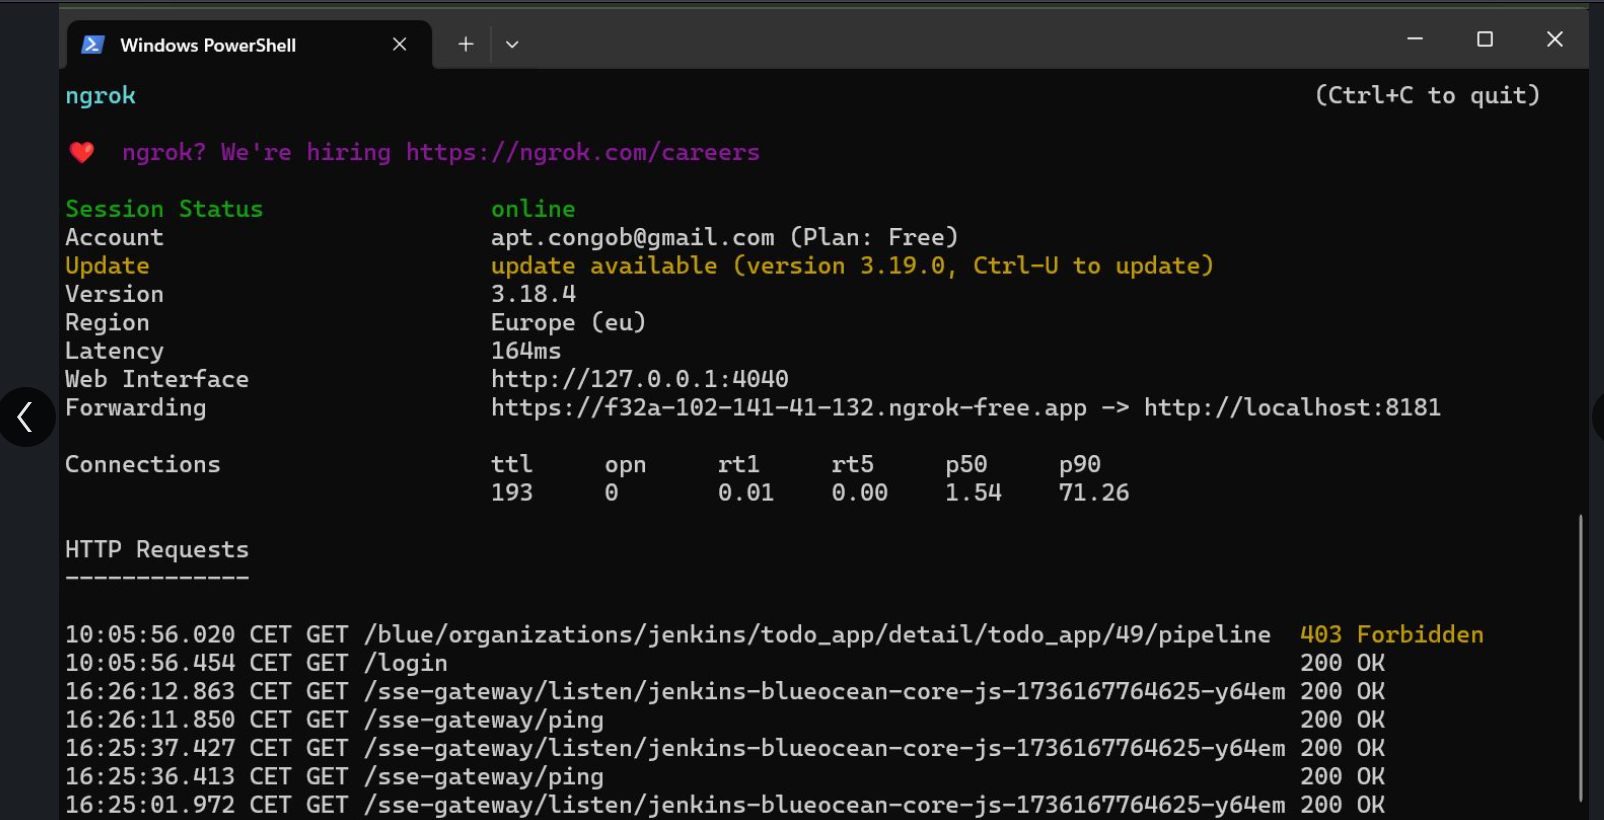 Windows PowerShell
ngrok (Ctrl+C to quit)
ngrok? We're hiring https://ngrok.com/careers
Session Status online
Account apt.congob@gmail.com (Plan: Free)
Update update available (version 3.19.0, Ctrl-U to update)
Version 3.18.4
Region Europe (eu)
Latency 164ms
Web Interface http://127.0.0.1:4040
Forwarding https://f32a-102-141-41-132.ngrok-free.app -> http://localhost:8181
Connections ttl opn rt1 rt5 p50 p90
193 0 0.01 0.00 1.54 71.26
HTTP Requests
-------------
10:05:56.020 CET GET /blue/organizations/jenkins/todo_app/detail/todo_app/49/pipeline 403 Forbidden
10:05:56.454 CET GET /login 200 OK
16:26:12.863 CET GET /sse-gateway/listen/jenkins-blueocean-core-js-1736167764625-y64em 200 OK
16:26:11.850 CET GET /sse-gateway/ping 200 OK
16:25:37.427 CET GET /sse-gateway/listen/jenkins-blueocean-core-js-1736167764625-y64em 200 OK
16:25:36.413 CET GET /sse-gateway/ping 200 OK
16:25:01.972 CET GET /sse-gateway/listen/jenkins-blueocean-core-js-1736167764625-y64em 200 OK